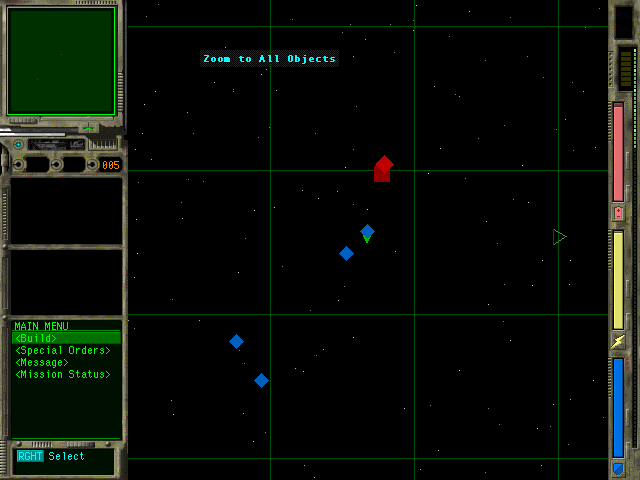 Zoom to All Objects
005
MAIN MENU
<Build>
<Special Orders>
<Message>
<Mission Status>
RGHT Select